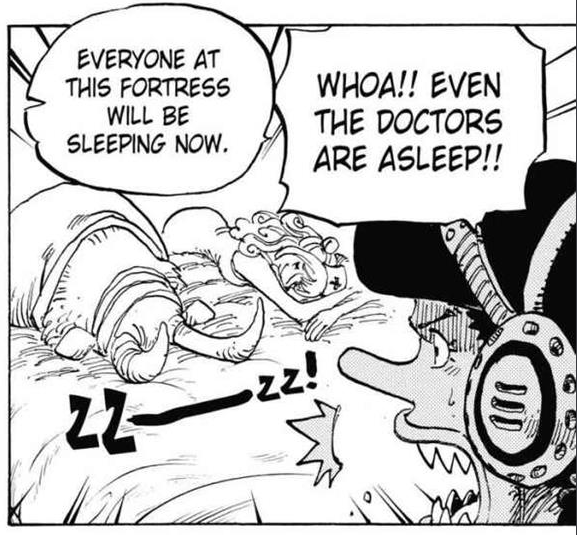 EVERYONE AT
THIS FORTRESS
WILL BE
SLEEPING NOW.
WHOA!! EVEN
THE DOCTORS
ARE ASLEEP!!
ZZ—ZZ!